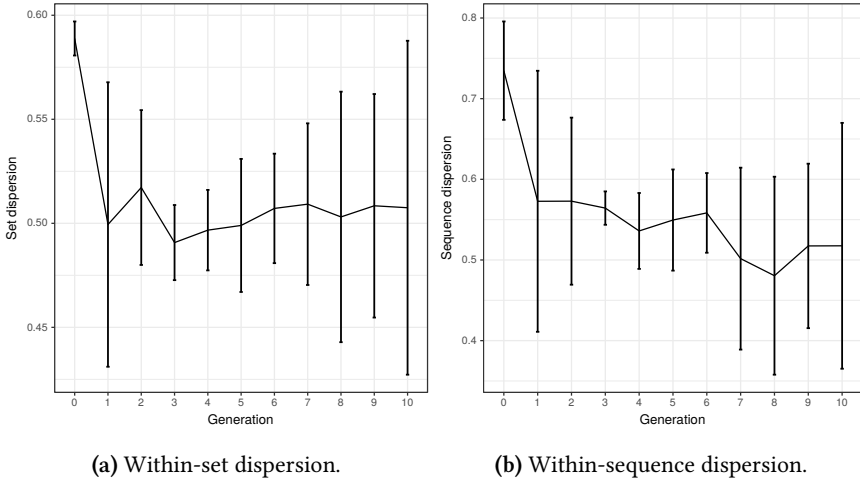 0.60
0.55
0.50
0.45
Set dispersion
0 1 2 3 4 5 6 7 8 9 10
Generation
(a) Within-set dispersion.
0.8
0.7
0.6
0.5
0.4
Sequence dispersion
0 1 2 3 4 5 6 7 8 9 10
Generation
(b) Within-sequence dispersion.